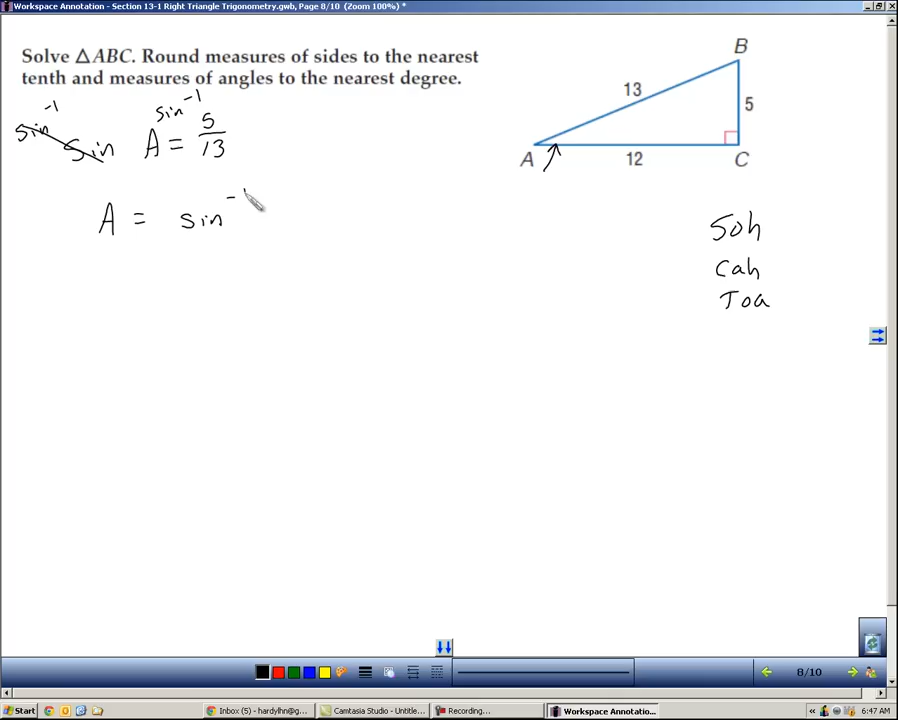 Workspace Annotation - Section 13-1 Right Triangle Trigonometry.gwb, Page 8/10 (Zoom 100%) *
Solve △ABC. Round measures of sides to the nearest
tenth and measures of angles to the nearest degree.
B
13
5
A
12
C
sin⁻¹ sin A = sin⁻¹ 5/13
A = sin⁻¹
Soh
Cah
Toa
8/10
Start
Inbox (5) - hardylhn@g...
Camtasia Studio - Untitle...
Recording...
Workspace Annotatio...
6:47 AM